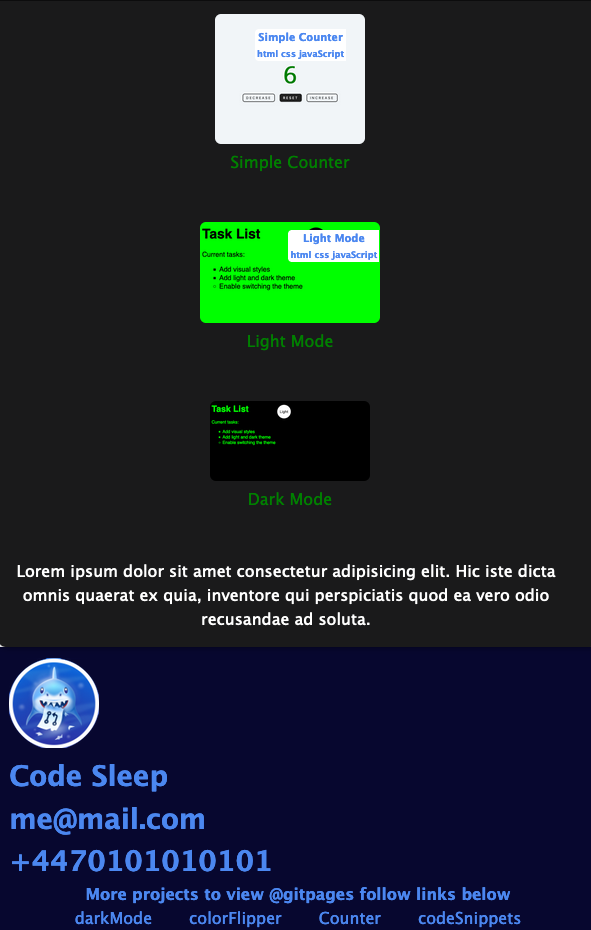 Simple Counter
html css javaScript
6
DECREASE RESET INCREASE
Simple Counter
Task List
Light Mode
html css javaScript
Current tasks:
Add visual styles
Add light and dark theme
Enable switching the theme
Light Mode
Task List
Light
Current tasks:
Add visual styles
Add light and dark theme
Enable switching the theme
Dark Mode
Lorem ipsum dolor sit amet consectetur adipisicing elit. Hic iste dicta
omnis quaerat ex quia, inventore qui perspiciatis quod ea vero odio
recusandae ad soluta.
Code Sleep
me@mail.com
+4470101010101
More projects to view @gitpages follow links below
darkMode colorFlipper Counter codeSnippets